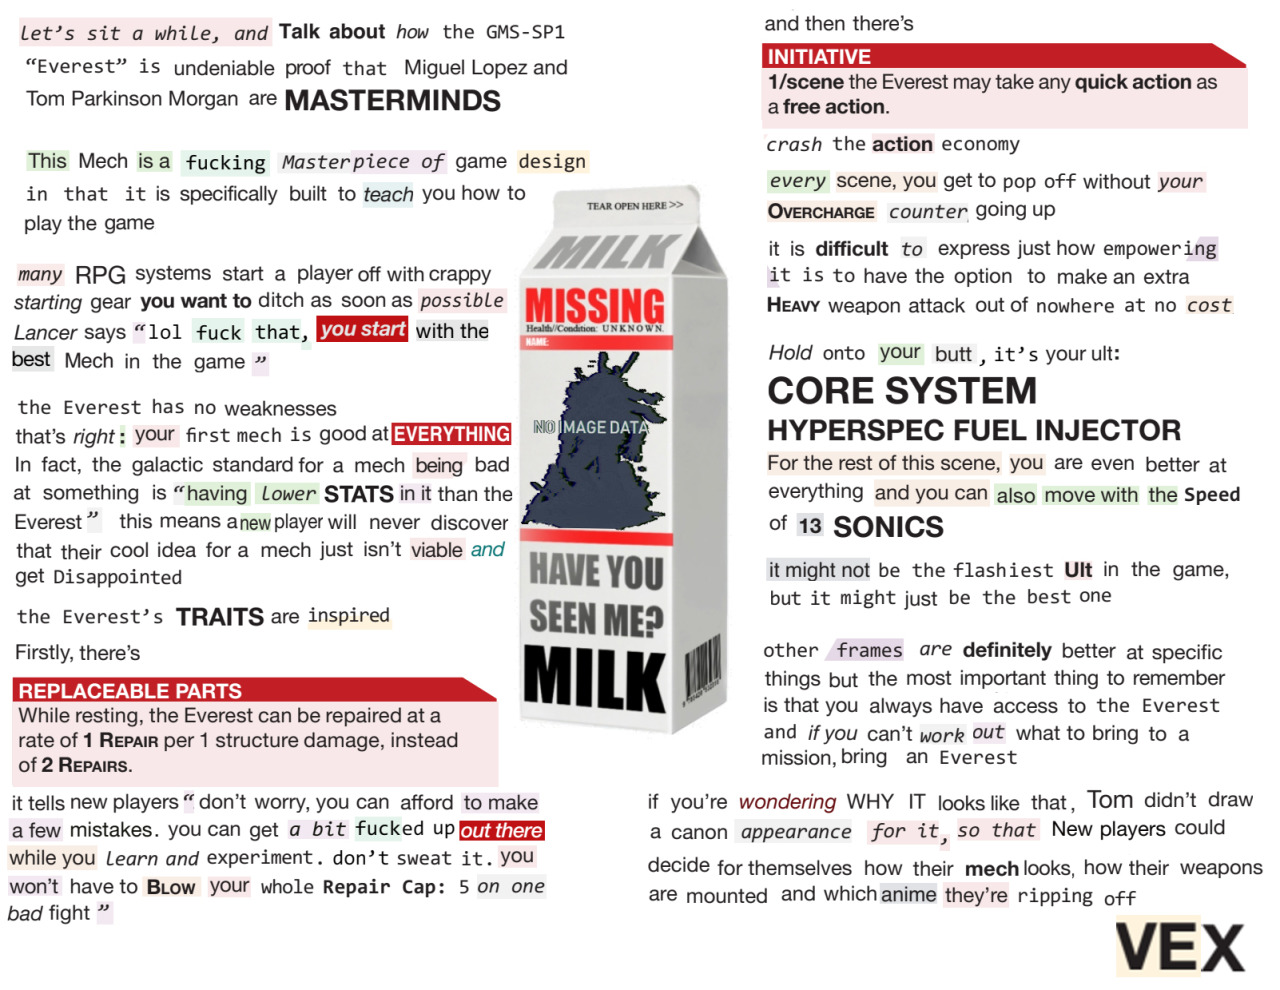 let's sit a while, and Talk about how the GMS-SP1
"Everest" is undeniable proof that Miguel Lopez and
Tom Parkinson Morgan are MASTERMINDS
This Mech is a fucking Masterpiece of game design
in that it is specifically built to teach you how to
play the game
many RPG systems start a player off with crappy
starting gear you want to ditch as soon as possible
Lancer says "lol fuck that, you start with the
best Mech in the game"
the Everest has no weaknesses
that's right: your first mech is good at EVERYTHING
In fact, the galactic standard for a mech being bad
at something is "having lower STATS in it than the
Everest" this means a new player will never discover
that their cool idea for a mech just isn't viable and
get Disappointed
the Everest's TRAITS are inspired
Firstly, there's
REPLACEABLE PARTS
While resting, the Everest can be repaired at a
rate of 1 REPAIR per 1 structure damage, instead
of 2 REPAIRS.
it tells new players "don't worry, you can afford to make
a few mistakes. you can get a bit fucked up out there
while you learn and experiment. don't sweat it. you
won't have to BLOW your whole Repair Cap: 5 on one
bad fight"
TEAR OPEN HERE >>
MILK
MISSING
Health//Condition: UNKNOWN.
NAME:
NO IMAGE DATA
HAVE YOU
SEEN ME?
MILK
and then there's
INITIATIVE
1/scene the Everest may take any quick action as
a free action.
crash the action economy
every scene, you get to pop off without your
OVERCHARGE counter going up
it is difficult to express just how empowering
it is to have the option to make an extra
HEAVY weapon attack out of nowhere at no cost
Hold onto your butt, it's your ult:
CORE SYSTEM
HYPERSPEC FUEL INJECTOR
For the rest of this scene, you are even better at
everything and you can also move with the Speed
of 13 SONICS
it might not be the flashiest Ult in the game,
but it might just be the best one
other frames are definitely better at specific
things but the most important thing to remember
is that you always have access to the Everest
and if you can't work out what to bring to a
mission, bring an Everest
if you're wondering WHY IT looks like that, Tom didn't draw
a canon appearance for it, so that New players could
decide for themselves how their mech looks, how their weapons
are mounted and which anime they're ripping off
VEX